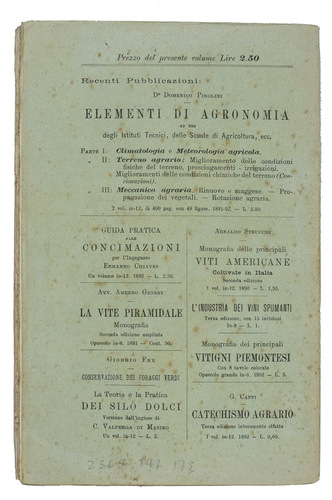 Prezzo del presente volume Lire 2.50
Recenti Pubblicazioni:
Dr Domenico Pinolini
ELEMENTI DI AGRONOMIA
ad uso
degli Istituti Tecnici, delle Scuole di Agricoltura, ecc.
Parte I: Climatologia e Meteorologia agricola.
II: Terreno agrario: Miglioramento delle condizioni
fisiche del terreno, prosciugamenti - irrigazioni.
Miglioramenti delle condizioni chimiche del terreno (Con-
cimazioni).
III: Meccanica agraria. Rinnovo e maggese. — Pro-
pagazione dei vegetali. — Rotazione agraria.
2 vol. in-12, di 400 pag. con 48 figure. 1891-92. — L. 3.50.
GUIDA PRATICA
alle
CONCIMAZIONI
per l'Ingegnere
Ermanno Chiaves
Un volume in-12. 1892 — L. 2,50.
Avv. Amedeo Genesy
LA VITE PIRAMIDALE
Monografia
Seconda edizione ampliata
Opuscolo in-8. 1891 — Cent. 50.
Giorgio Fry
CONSERVAZIONE DEI FORAGGI VERDI
La Teoria e la Pratica
DEI SILÒ DOLCI
Versione dall'inglese di
C. Valperga di Masino
Un vol. in-12 — L. 2.
Arnaldo Strucchi
Monografia delle principali
VITI AMERICANE
Coltivate in Italia
Seconda edizione
1 vol. in-12. 1890 - L. 1,50.
L'INDUSTRIA DEI VINI SPUMANTI
Terza edizione, con 15 incisioni
In-8 — L. 1.
Monografia dei principali
VITIGNI PIEMONTESI
Con 8 tavole colorate
Opuscolo grande in-8. 1892 — L. 3.
G. Cappi
CATECHISMO AGRARIO
Terza edizione interamente rifatta
1 vol. in-12. 1892 — L. 0,60.